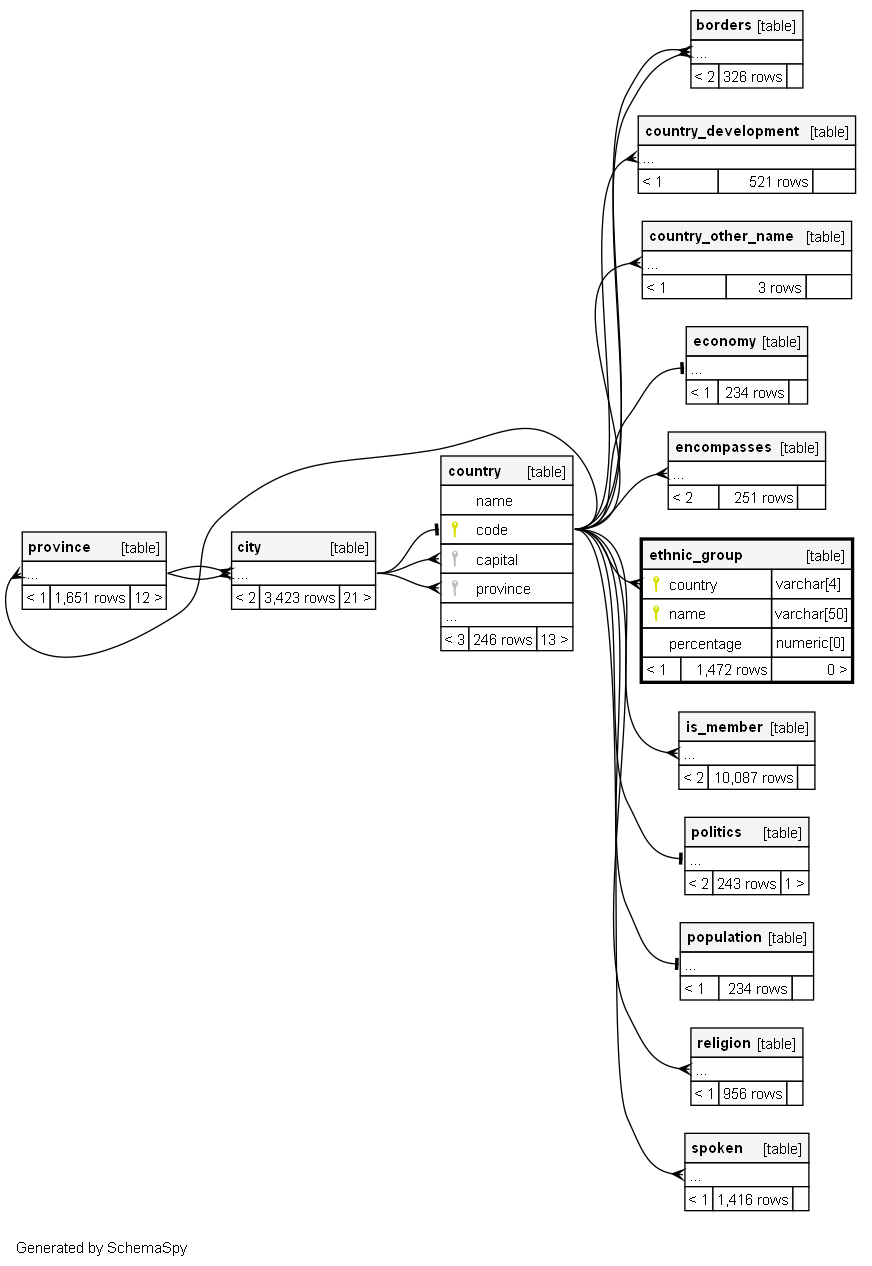 borders [table]
...
< 2 326 rows
country_development [table]
...
< 1 521 rows
country_other_name [table]
...
< 1 3 rows
economy [table]
...
< 1 234 rows
encompasses [table]
...
< 2 251 rows
country [table]
name
code
capital
province
...
< 3 246 rows 13 >
province [table]
...
< 1 1,651 rows 12 >
city [table]
...
< 2 3,423 rows 21 >
ethnic_group [table]
country varchar[4]
name varchar[50]
percentage numeric[0]
< 1 1,472 rows 0 >
is_member [table]
...
< 2 10,087 rows
politics [table]
...
< 2 243 rows 1 >
population [table]
...
< 1 234 rows
religion [table]
...
< 1 956 rows
spoken [table]
...
< 1 1,416 rows
Generated by SchemaSpy